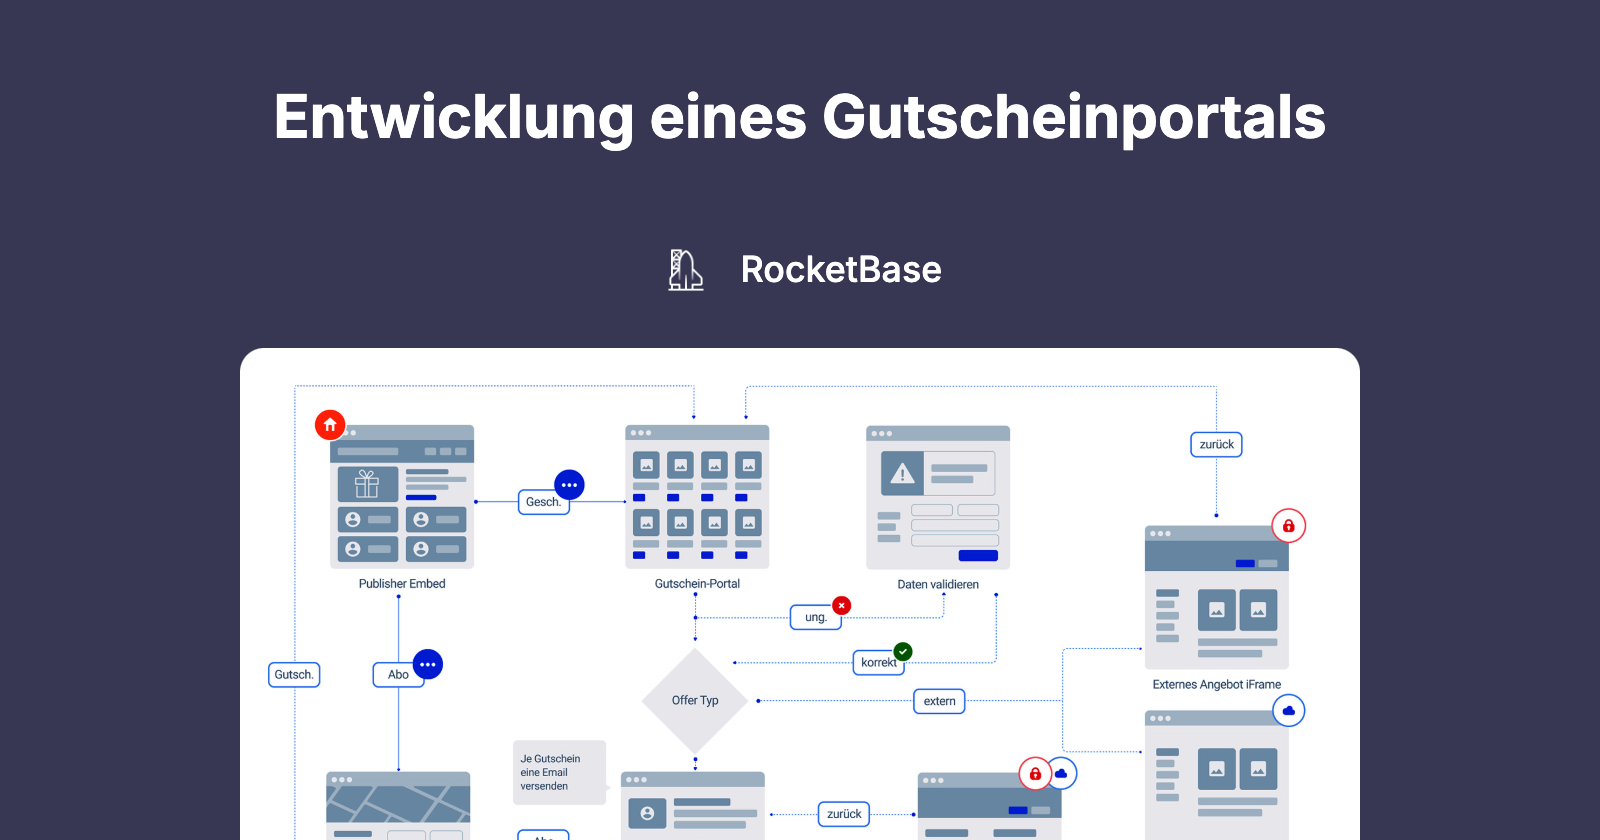 Entwicklung eines Gutscheinportals
RocketBase
zurück
Gesch.
Publisher Embed
Gutschein-Portal
Daten validieren
ung.
korrekt
Gutsch.
Abo
Offer Typ
extern
Externes Angebot iFrame
Je Gutschein
eine Email
versenden
zurück